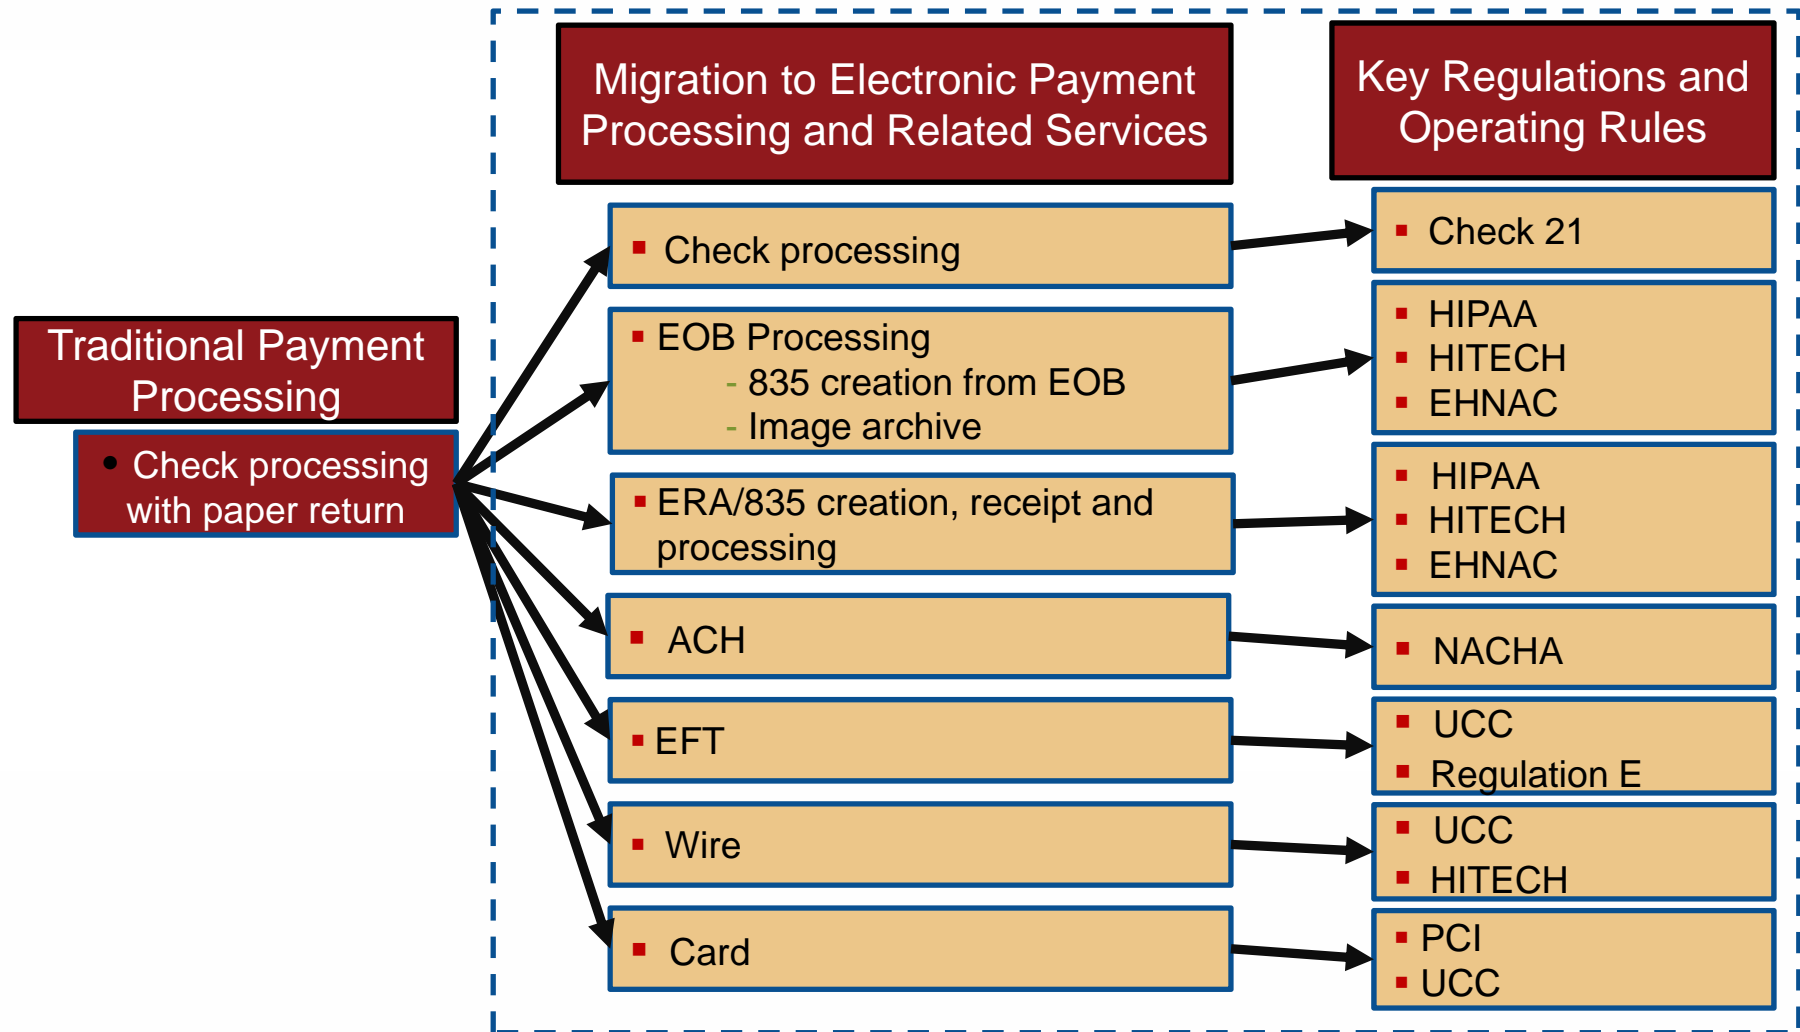 Traditional Payment
Processing
• Check processing
with paper return
Migration to Electronic Payment
Processing and Related Services
▪ Check processing
▪ EOB Processing
- 835 creation from EOB
- Image archive
▪ ERA/835 creation, receipt and
processing
▪ ACH
▪ EFT
▪ Wire
▪ Card
Key Regulations and
Operating Rules
▪ Check 21
▪ HIPAA
▪ HITECH
▪ EHNAC
▪ HIPAA
▪ HITECH
▪ EHNAC
▪ NACHA
▪ UCC
▪ Regulation E
▪ UCC
▪ HITECH
▪ PCI
▪ UCC